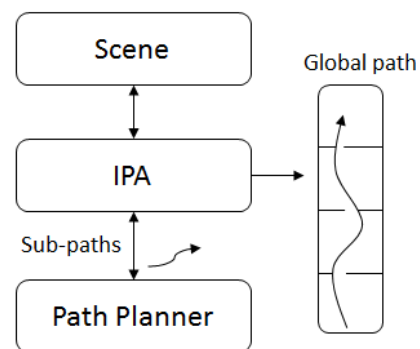 Scene
Global path
IPA
Sub-paths
Path Planner